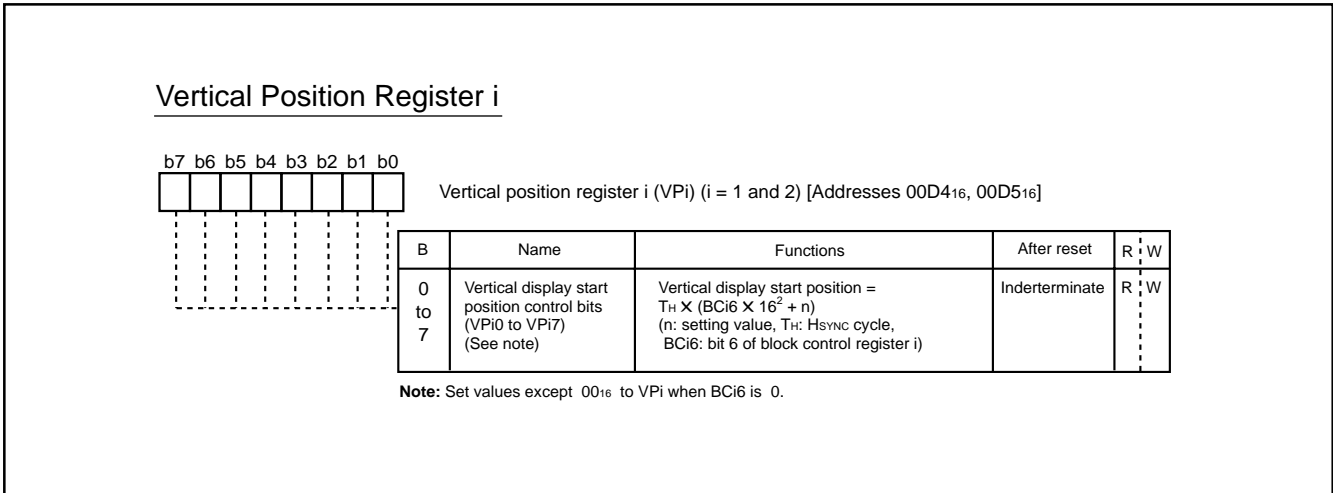 Vertical Position Register i
b7 b6 b5 b4 b3 b2 b1 b0
Vertical position register i (VPi) (i = 1 and 2) [Addresses 00D4₁₆, 00D5₁₆]
B Name Functions After reset R W
0 to 7
Vertical display start
position control bits
(VPi0 to VPi7)
(See note)
Vertical display start position =
TH X (BCi6 X 16² + n)
(n: setting value, TH: HSYNC cycle,
BCi6: bit 6 of block control register i)
Inderterminate R W
Note: Set values except 00₁₆ to VPi when BCi6 is 0.